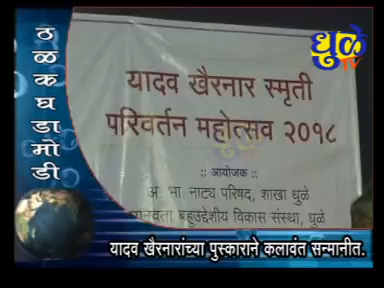 धुळे
TV
ठळक घडामोडी
यादव खैरनार स्मृती
परिवर्तन महोत्सव २०१८
:: आयोजक ::
अ. भा. नाट्य परिषद, शाखा धुळे
बहुउद्देशीय विकास संस्था, धुळे
यादव खैरनारांच्या पुस्काराने कलावंत सन्मानीत.